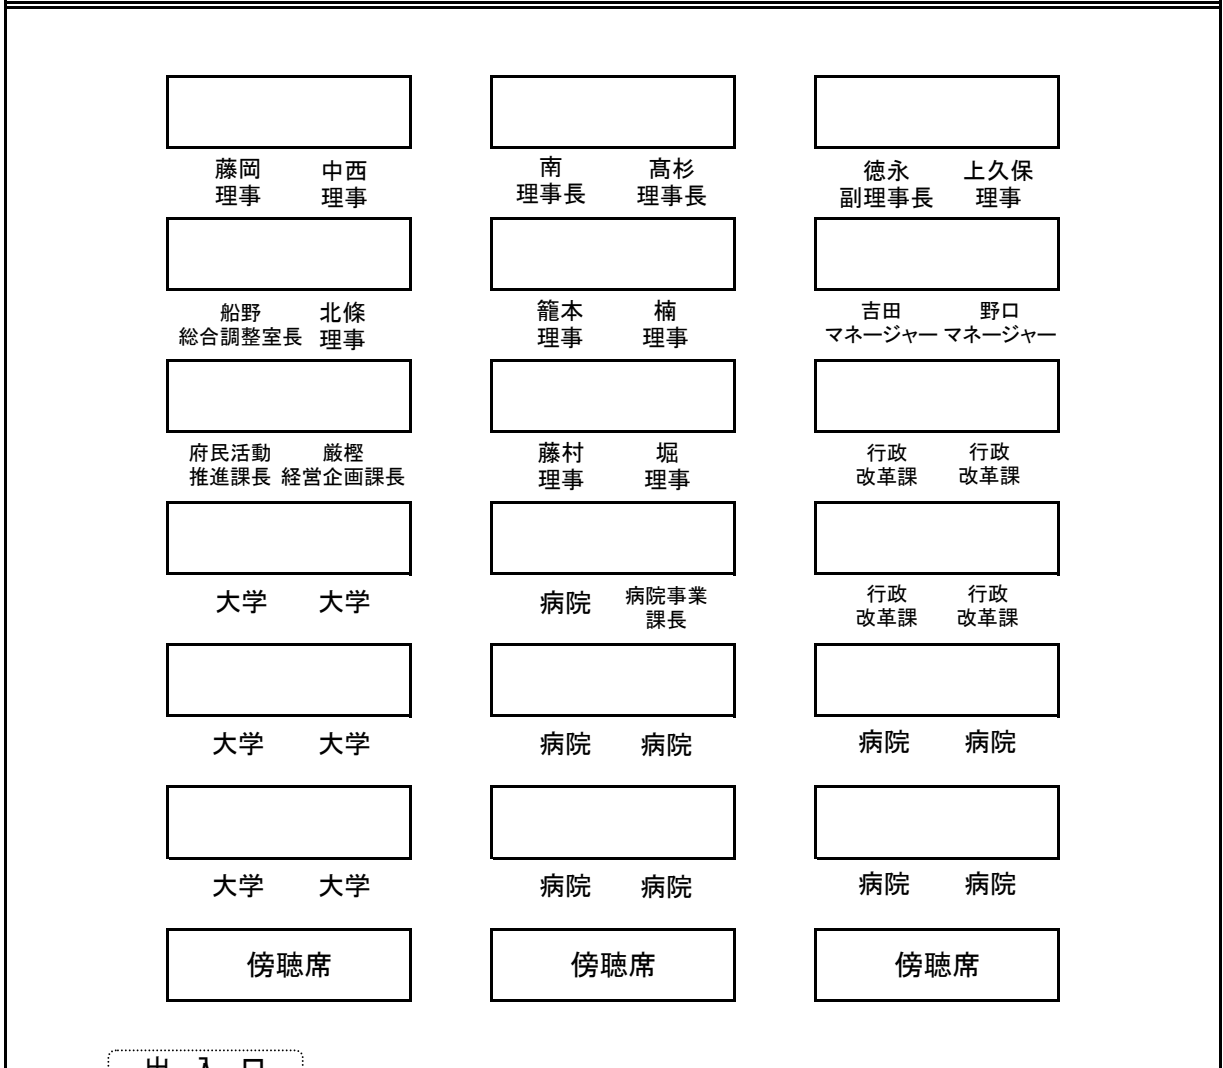 藤岡 中西 南 髙杉 徳永 上久保
理事 理事 理事長 理事長 副理事長 理事
船野 北條 籠本 楠 吉田 野口
総合調整室長 理事 理事 理事 マネージャー マネージャー
府民活動 厳樫 藤村 堀 行政 行政
推進課長 経営企画課長 理事 理事 改革課 改革課
大学 大学 病院 病院事業 行政 行政
課長 改革課 改革課
大学 大学 病院 病院 病院 病院
大学 大学 病院 病院 病院 病院
傍聴席 傍聴席 傍聴席
出 入 口